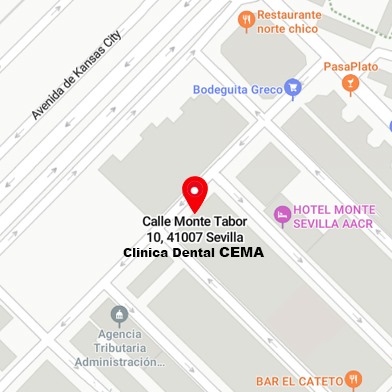 Restaurante
norte chico
Avenida de Kansas City
PasaPlato
Bodeguita Greco
HOTEL MONTE
SEVILLA AACR
Calle Monte Tabor
10, 41007 Sevilla
Clinica Dental CEMA
Agencia
Tributaria
Administración...
BAR EL CATETO